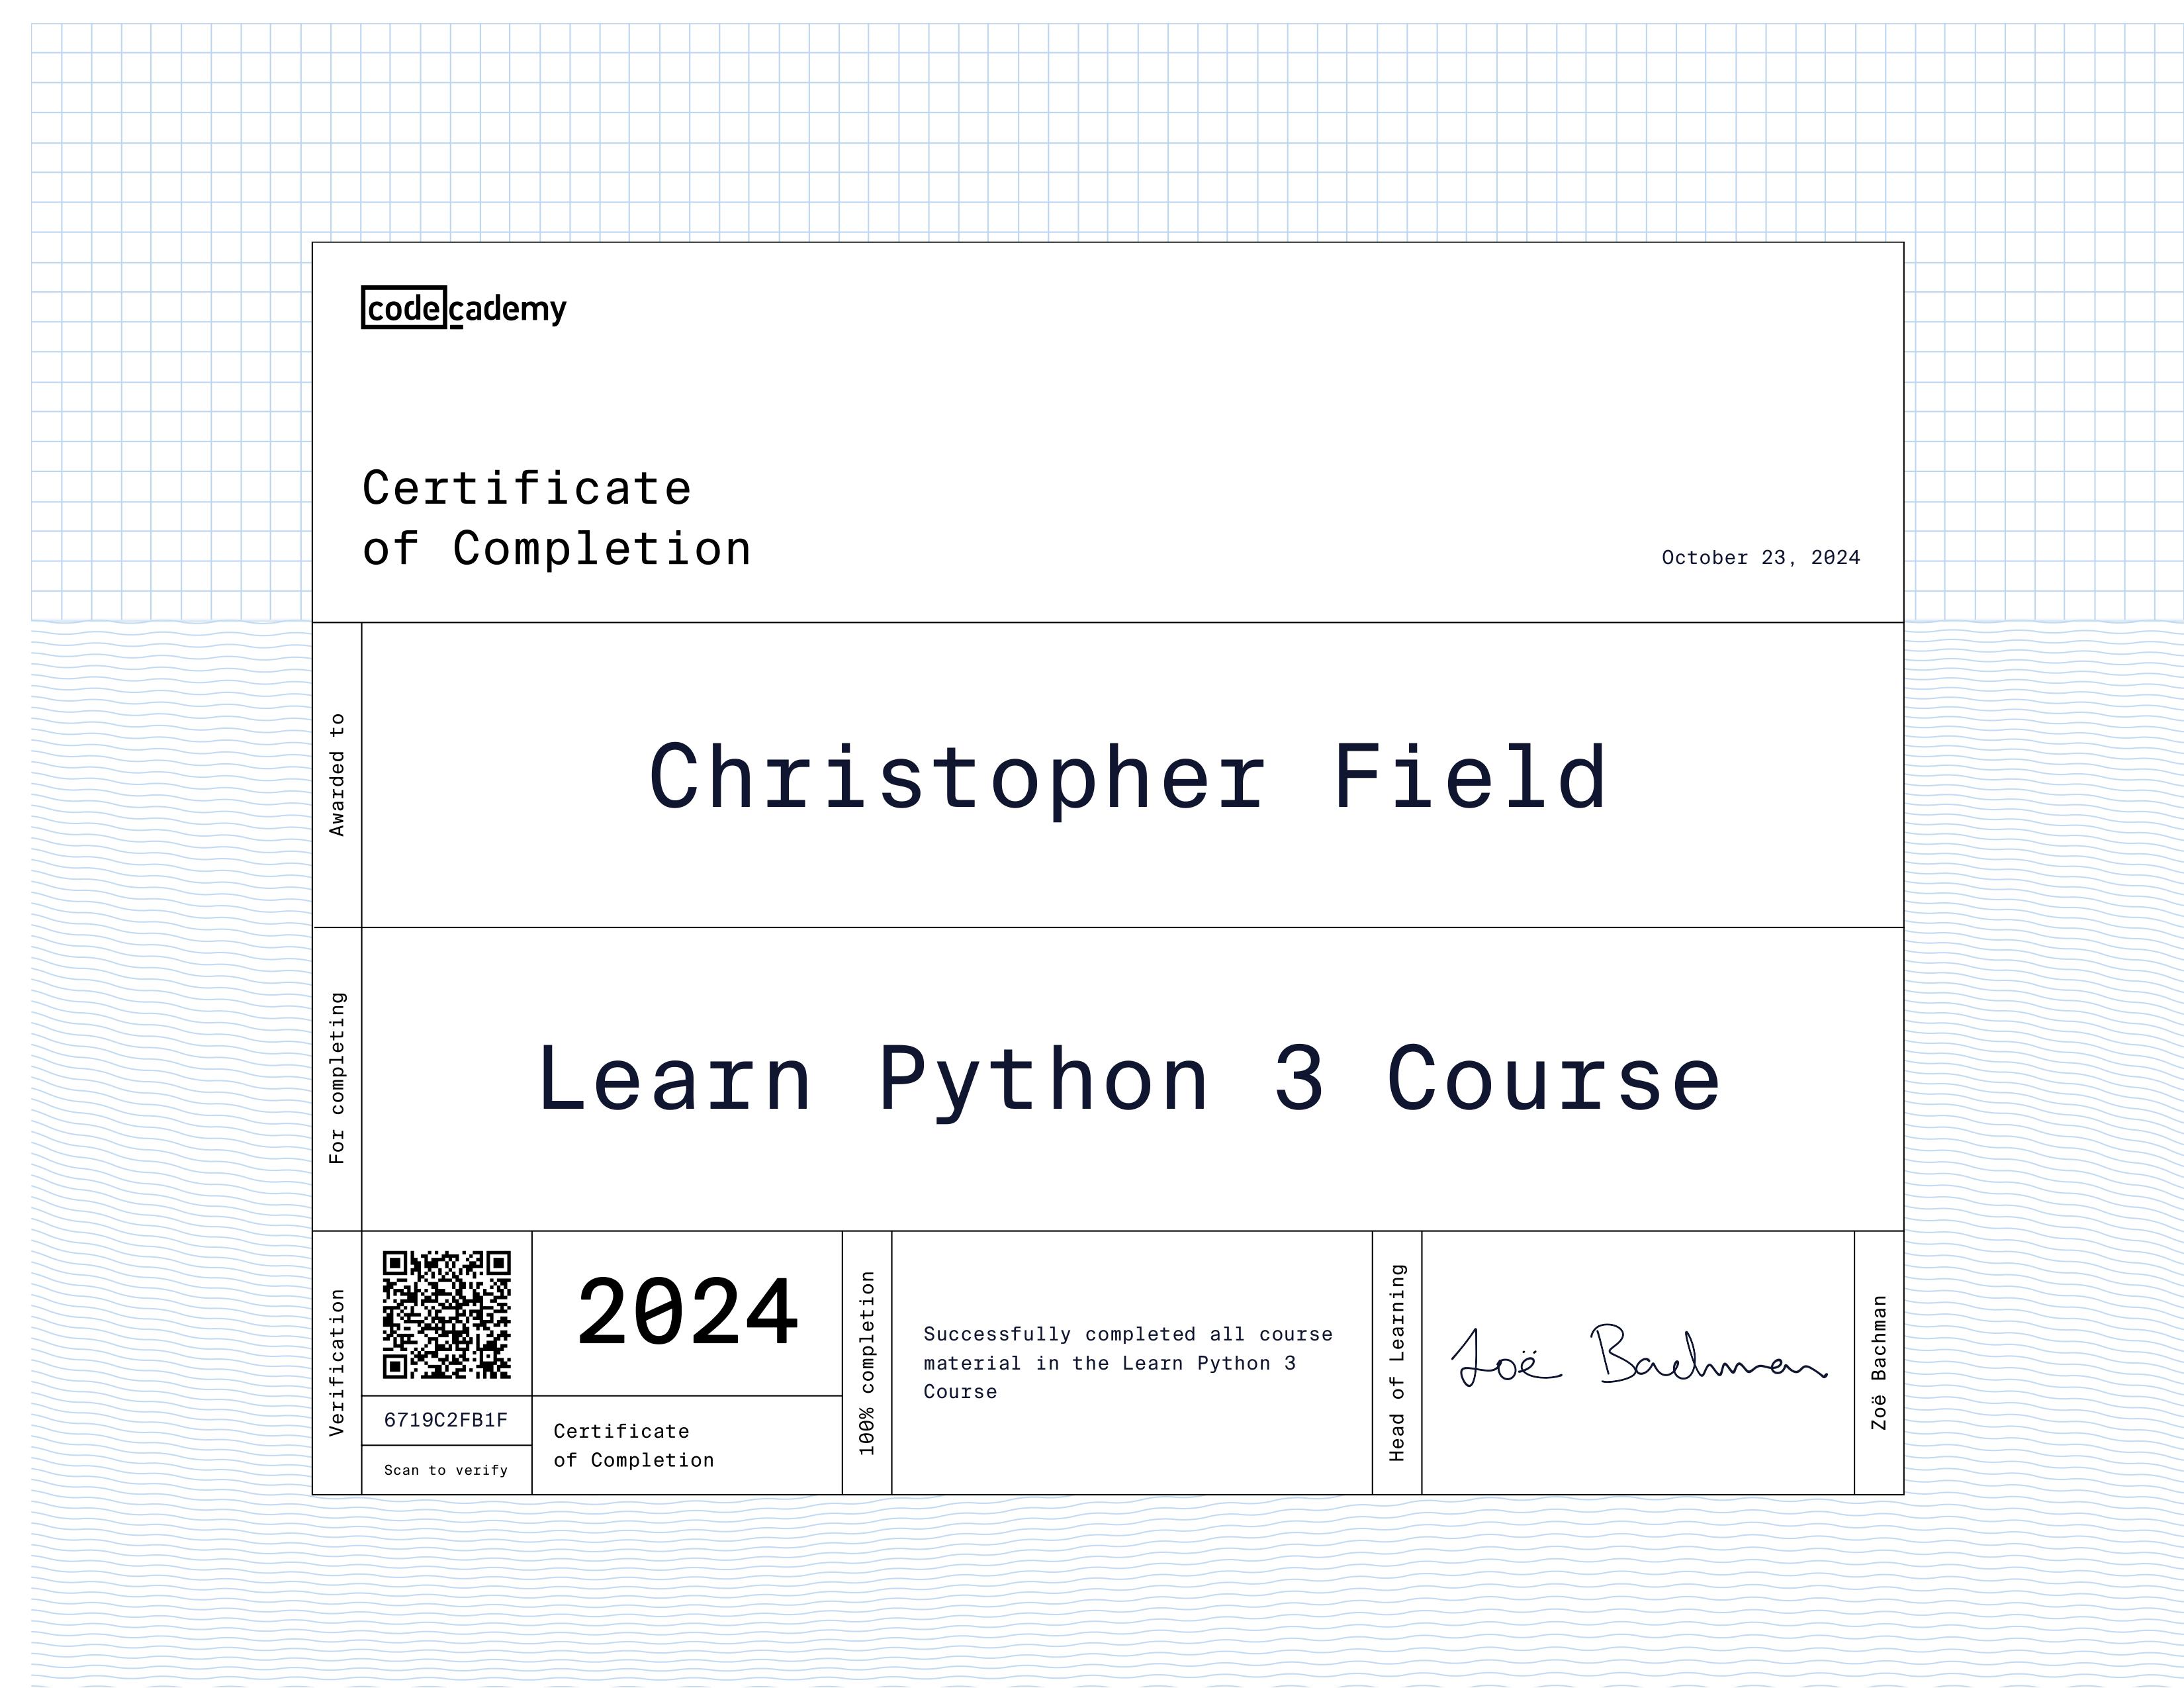 codecademy
Certificate
of Completion
October 23, 2024
Awarded to
Christopher Field
For completing
Learn Python 3 Course
Verification
6719C2FB1F
Scan to verify
2024
Certificate
of Completion
100% completion
Successfully completed all course
material in the Learn Python 3
Course
Head of Learning
Zoë Bachman
Zoë Bachman